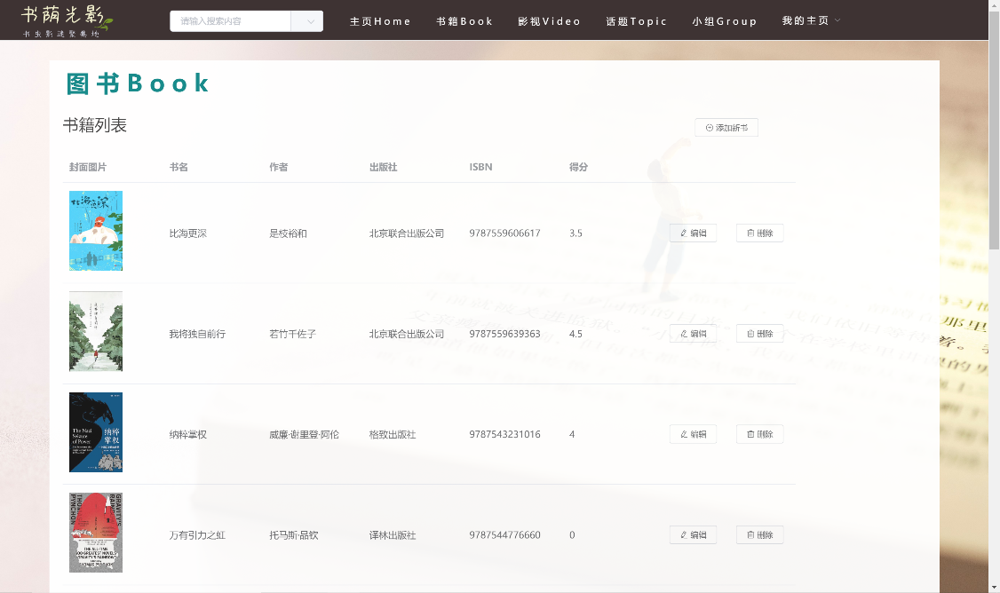 书荫光影
书虫影迷聚集地
请输入搜索内容
主页Home
书籍Book
影视Video
话题Topic
小组Group
我的主页
图书Book
书籍列表
添加新书
封面图片 书名 作者 出版社 ISBN 得分
比海更深 是枝裕和 北京联合出版公司 9787559606617 3.5 编辑 删除
我将独自前行 若竹千佐子 北京联合出版公司 9787559639363 4.5 编辑 删除
The Nazi
Seizure
of Power
纳粹
掌权
纳粹掌权 威廉·谢里登·阿伦 格致出版社 9787543231016 4 编辑 删除
GRAVITY'S
THOMAS
PYNCHON
万有引力之虹 托马斯·品钦 译林出版社 9787544776660 0 编辑 删除
THE ALL-TIME
100 GREATEST NOVELS
GRAVITY'S RAINBOW
THOMAS PYNCHON